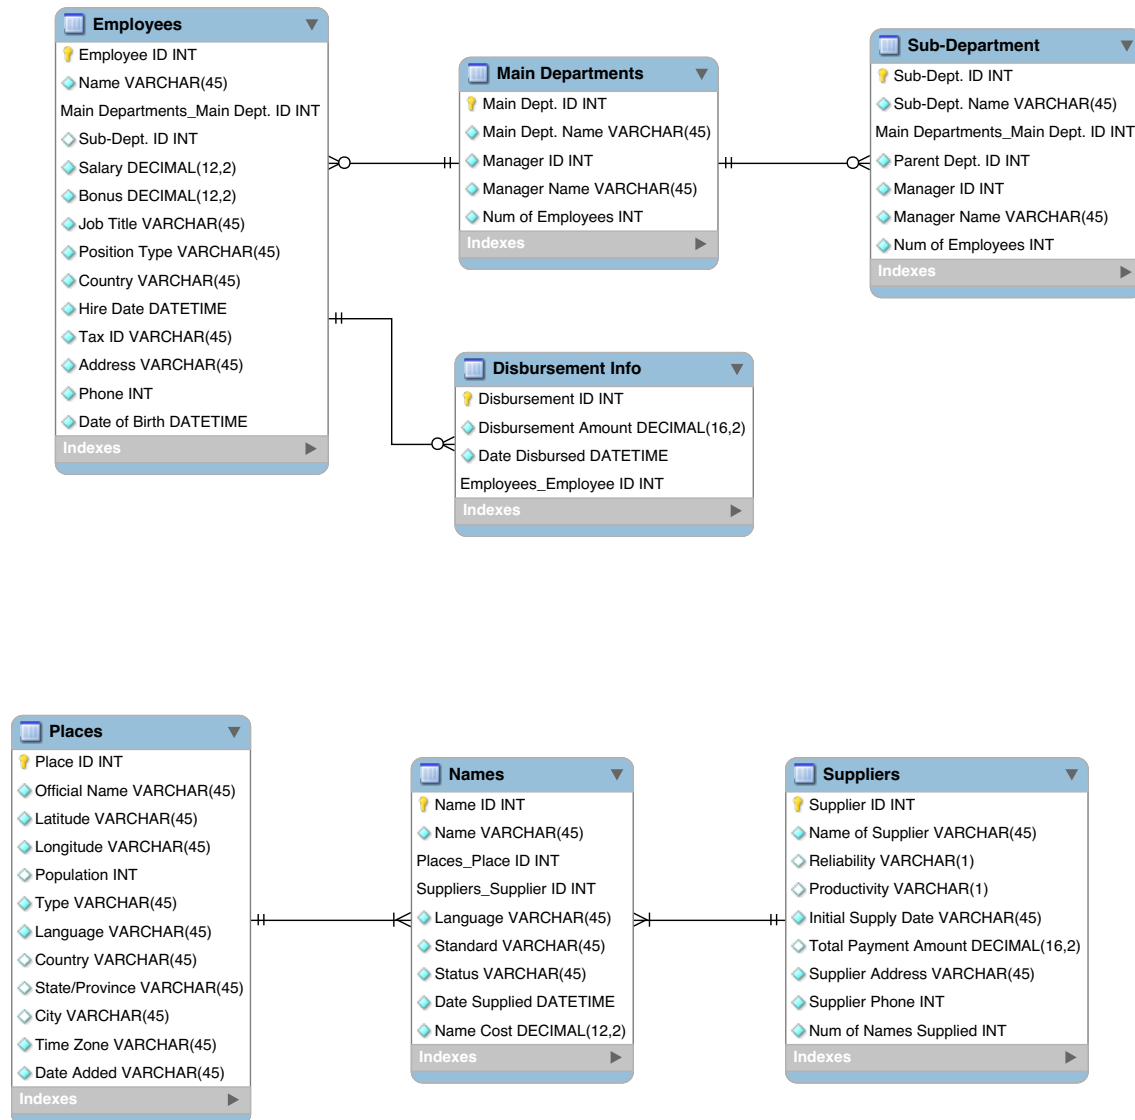 Employees
Employee ID INT
Name VARCHAR(45)
Main Departments_Main Dept. ID INT
Sub-Dept. ID INT
Salary DECIMAL(12,2)
Bonus DECIMAL(12,2)
Job Title VARCHAR(45)
Position Type VARCHAR(45)
Country VARCHAR(45)
Hire Date DATETIME
Tax ID VARCHAR(45)
Address VARCHAR(45)
Phone INT
Date of Birth DATETIME
Indexes
Main Departments
Main Dept. ID INT
Main Dept. Name VARCHAR(45)
Manager ID INT
Manager Name VARCHAR(45)
Num of Employees INT
Indexes
Sub-Department
Sub-Dept. ID INT
Sub-Dept. Name VARCHAR(45)
Main Departments_Main Dept. ID INT
Parent Dept. ID INT
Manager ID INT
Manager Name VARCHAR(45)
Num of Employees INT
Indexes
Disbursement Info
Disbursement ID INT
Disbursement Amount DECIMAL(16,2)
Date Disbursed DATETIME
Employees_Employee ID INT
Indexes
Places
Place ID INT
Official Name VARCHAR(45)
Latitude VARCHAR(45)
Longitude VARCHAR(45)
Population INT
Type VARCHAR(45)
Language VARCHAR(45)
Country VARCHAR(45)
State/Province VARCHAR(45)
City VARCHAR(45)
Time Zone VARCHAR(45)
Date Added VARCHAR(45)
Indexes
Names
Name ID INT
Name VARCHAR(45)
Places_Place ID INT
Suppliers_Supplier ID INT
Language VARCHAR(45)
Standard VARCHAR(45)
Status VARCHAR(45)
Date Supplied DATETIME
Name Cost DECIMAL(12,2)
Indexes
Suppliers
Supplier ID INT
Name of Supplier VARCHAR(45)
Reliability VARCHAR(1)
Productivity VARCHAR(1)
Initial Supply Date VARCHAR(45)
Total Payment Amount DECIMAL(16,2)
Supplier Address VARCHAR(45)
Supplier Phone INT
Num of Names Supplied INT
Indexes